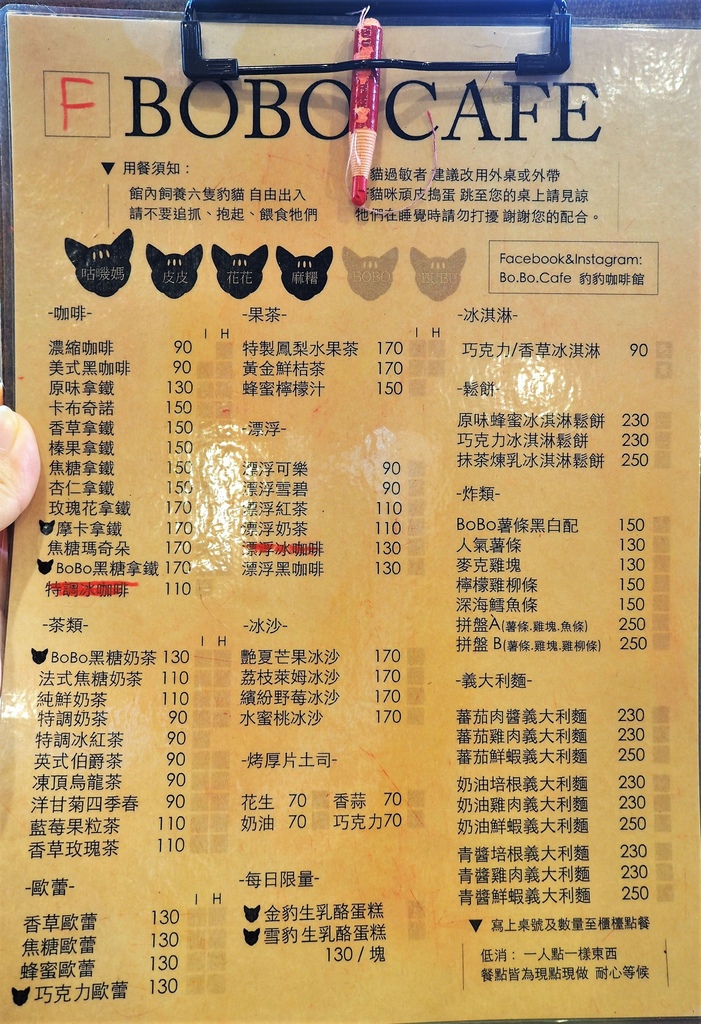 F
BOBO CAFE
▼ 用餐須知：
館內飼養六隻豹貓 自由出入
請不要追抓、抱起、餵食牠們
貓過敏者 建議改用外桌或外帶
貓咪頑皮搗蛋 跳至您的桌上請見諒
牠們在睡覺時請勿打擾 謝謝您的配合。
咕嘰媽 皮皮 花花 麻糬 BOBO BUBU
Facebook&Instagram:
Bo.Bo.Cafe 豹豹咖啡館
-咖啡-
I H
濃縮咖啡 90
美式黑咖啡 90
原味拿鐵 130
卡布奇諾 150
香草拿鐵 150
榛果拿鐵 150
焦糖拿鐵 150
杏仁拿鐵 150
玫瑰花拿鐵 170
摩卡拿鐵 170
焦糖瑪奇朵 170
BoBo黑糖拿鐵 170
特調冰咖啡 110
-茶類-
I H
BoBo黑糖奶茶 130
法式焦糖奶茶 110
純鮮奶茶 110
特調奶茶 90
特調冰紅茶 90
英式伯爵茶 90
凍頂烏龍茶 90
洋甘菊四季春 90
藍莓果粒茶 110
香草玫瑰茶 110
-歐蕾-
I H
香草歐蕾 130
焦糖歐蕾 130
蜂蜜歐蕾 130
巧克力歐蕾 130
-果茶-
I H
特製鳳梨水果茶 170
黃金鮮桔茶 170
蜂蜜檸檬汁 150
-漂浮-
漂浮可樂 90
漂浮雪碧 90
漂浮紅茶 110
漂浮奶茶 110
漂浮冰咖啡 130
漂浮黑咖啡 130
-冰沙-
艷夏芒果冰沙 170
荔枝萊姆冰沙 170
繽紛野莓冰沙 170
水蜜桃冰沙 170
-烤厚片土司-
花生 70 香蒜 70
奶油 70 巧克力70
-每日限量-
金豹生乳酪蛋糕
雪豹生乳酪蛋糕
130 / 塊
-冰淇淋-
巧克力/香草冰淇淋 90
-鬆餅-
原味蜂蜜冰淇淋鬆餅 230
巧克力冰淇淋鬆餅 230
抹茶煉乳冰淇淋鬆餅 250
-炸類-
BoBo薯條黑白配 150
人氣薯條 130
麥克雞塊 130
檸檬雞柳條 150
深海鱈魚條 150
拼盤A(薯條.雞塊.魚條) 250
拼盤 B(薯條.雞塊.雞柳條) 250
-義大利麵-
蕃茄肉醬義大利麵 230
蕃茄雞肉義大利麵 230
蕃茄鮮蝦義大利麵 250
奶油培根義大利麵 230
奶油雞肉義大利麵 230
奶油鮮蝦義大利麵 250
青醬培根義大利麵 230
青醬雞肉義大利麵 230
青醬鮮蝦義大利麵 250
▼ 寫上桌號及數量至櫃檯點餐
低消： 一人點一樣東西
餐點皆為現點現做 耐心等候